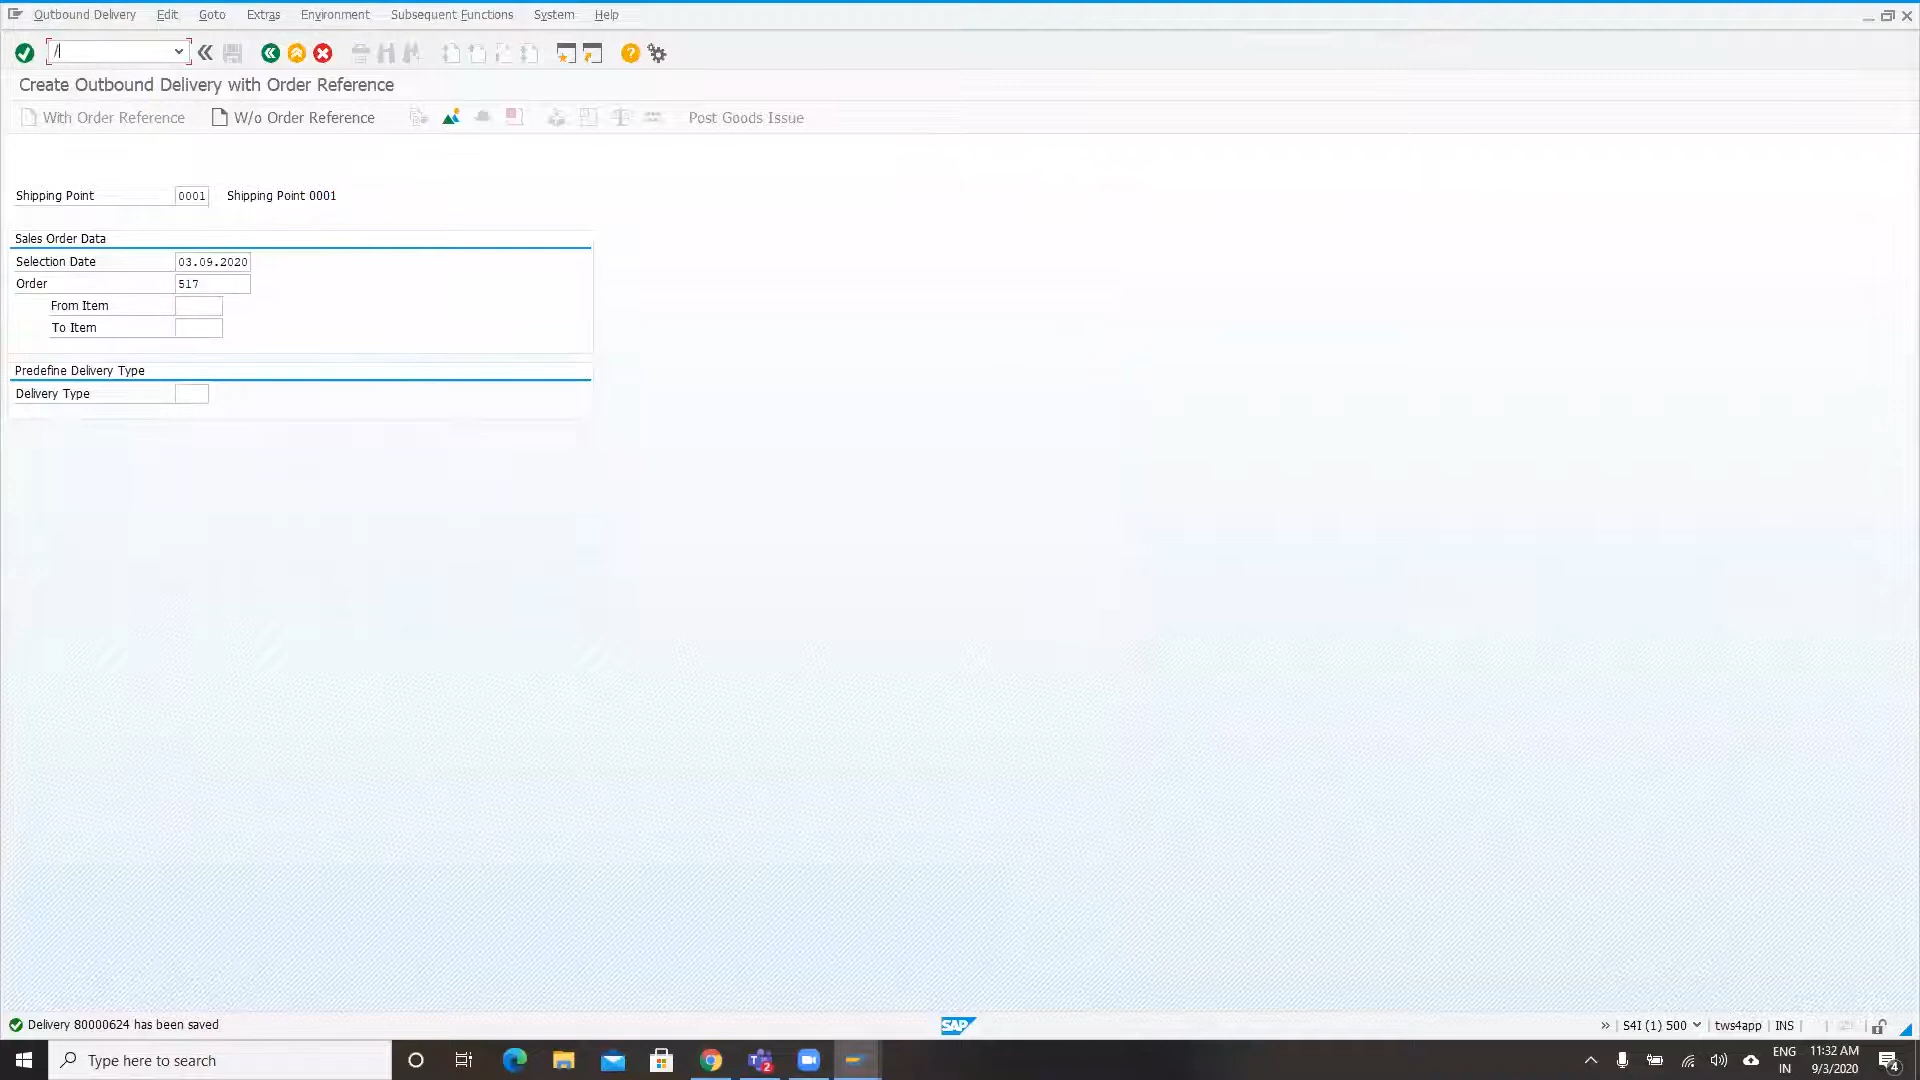 Outbound Delivery Edit Goto Extras Environment Subsequent Functions System Help
/
Create Outbound Delivery with Order Reference
With Order Reference W/o Order Reference Post Goods Issue
Shipping Point 0001 Shipping Point 0001
Sales Order Data
Selection Date 03.09.2020
Order 517
From Item
To Item
Predefine Delivery Type
Delivery Type
Delivery 80000624 has been saved
SAP
S4I (1) 500 tws4app INS
Type here to search
2
ENG
IN
11:32 AM
9/3/2020
4